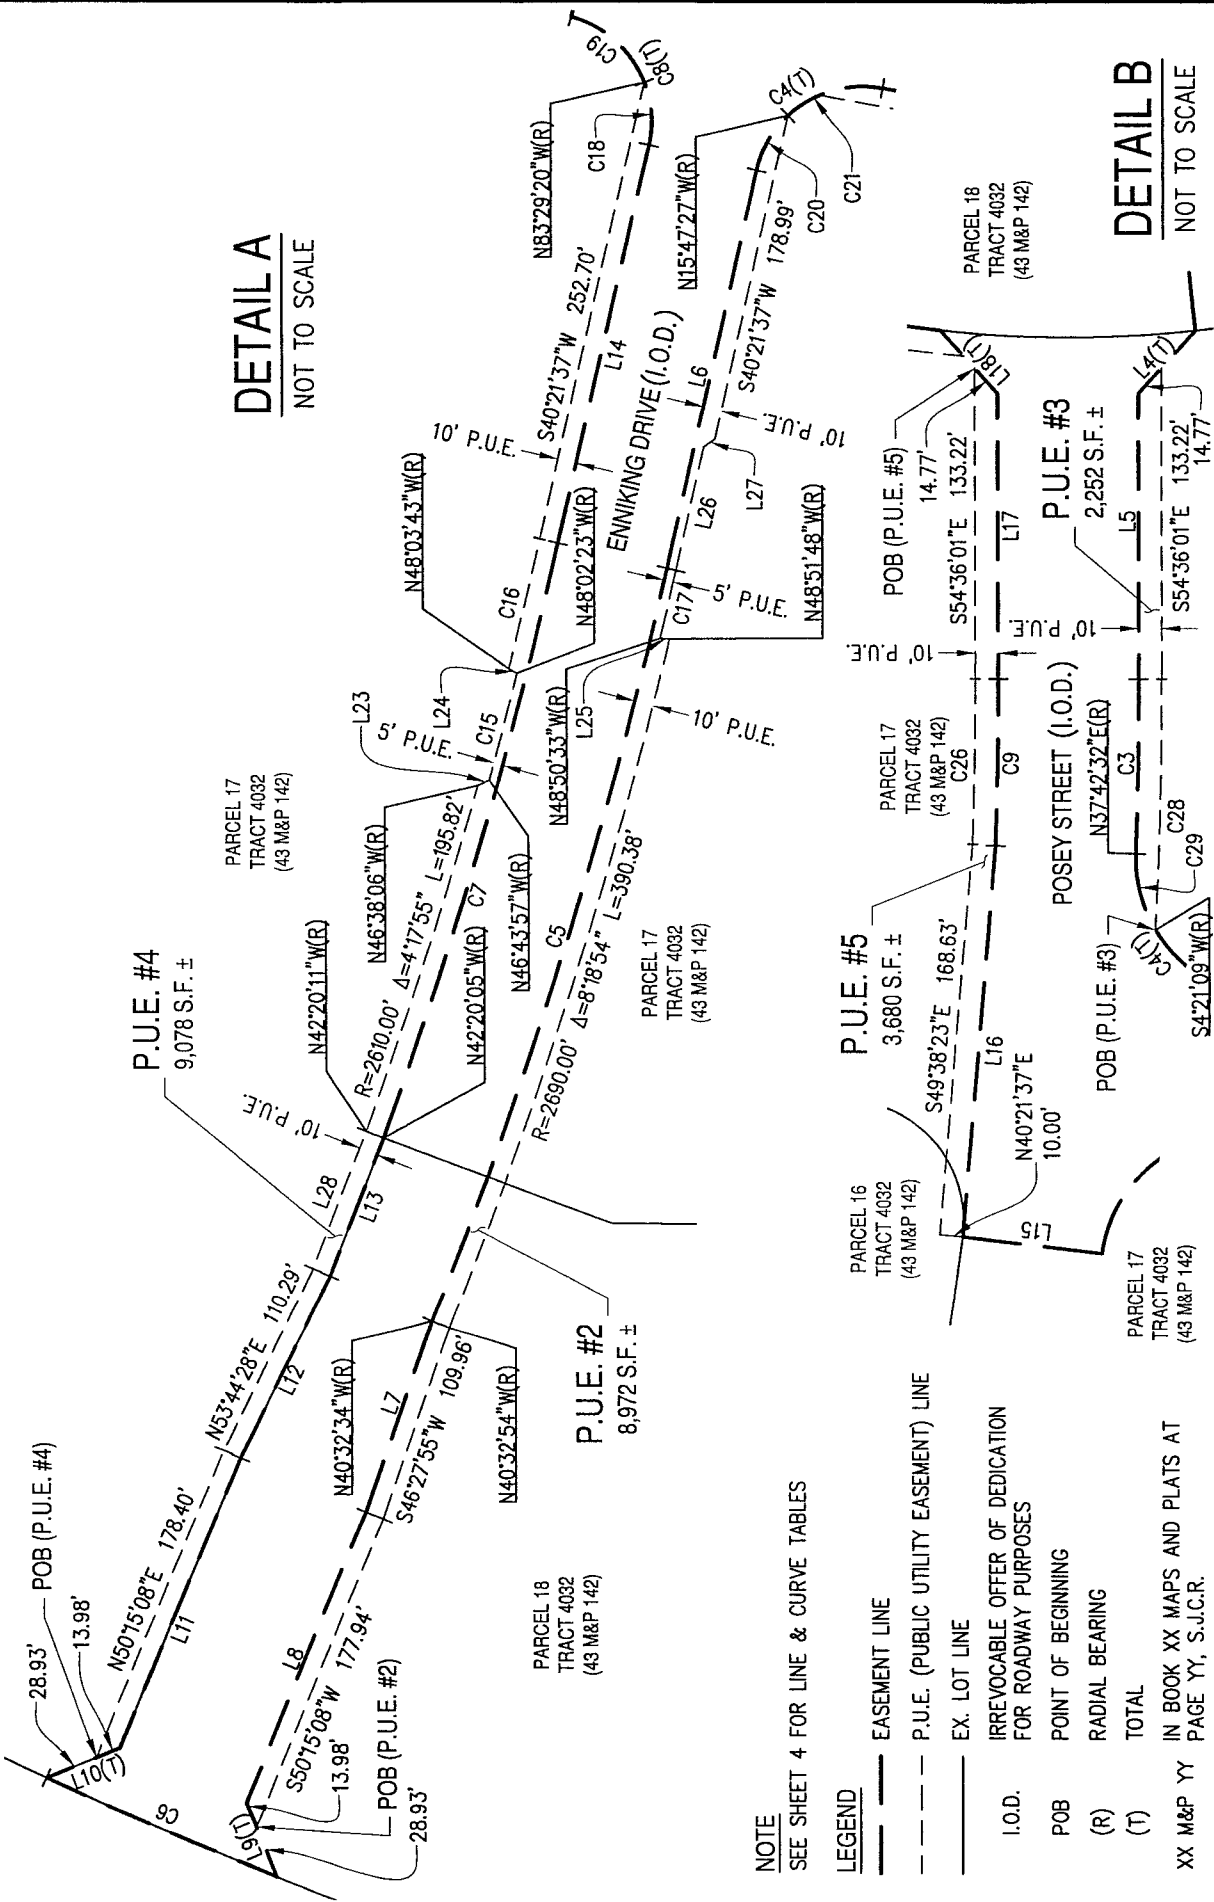 DETAIL A
NOT TO SCALE
C19
C8(T)
N83°29'20"W(R)
C18
C4(T)
N15°47'27"W(R)
C20
C21
S40°21'37"W 252.70'
L14
10' P.U.E.
ENNIKING DRIVE (I.O.D.)
L6
S40°21'37"W 178.99'
10' P.U.E.
L26
L27
N48°03'43"W(R)
N48°02'23"W(R)
C16
C17
5' P.U.E.
N48°51'48"W(R)
L23
L24
5' P.U.E.
C15
N48°50'33"W(R)
L25
10' P.U.E.
PARCEL 17
TRACT 4032
(43 M&P 142)
N46°38'06"W(R)
N46°43'57"W(R)
R=2610.00' Δ=4°17'55" L=195.82'
C7
C5
R=2690.00' Δ=8°18'54" L=390.38'
PARCEL 17
TRACT 4032
(43 M&P 142)
P.U.E. #4
9,078 S.F. ±
N42°20'11"W(R)
N42°20'05"W(R)
10' P.U.E.
L28
L13
N53°44'28"E 110.29'
L12
P.U.E. #2
8,972 S.F. ±
N40°32'34"W(R)
N40°32'54"W(R)
L7
S46°27'55"W 109.96'
POB (P.U.E. #4)
28.93'
13.98'
N50°15'08"E 178.40'
L11
L10(T)
C6
L8
S50°15'08"W 177.94'
L9(T)
13.98'
POB (P.U.E. #2)
28.93'
PARCEL 18
TRACT 4032
(43 M&P 142)
DETAIL B
NOT TO SCALE
PARCEL 18
TRACT 4032
(43 M&P 142)
L18(T)
L4(T)
POB (P.U.E. #5)
14.77'
S54°36'01"E 133.22'
L17
P.U.E. #3
2,252 S.F. ±
L5
S54°36'01"E 133.22'
14.77'
10' P.U.E.
10' P.U.E.
PARCEL 17
TRACT 4032
(43 M&P 142)
C26
C9
POSEY STREET (I.O.D.)
N37°42'32"E(R)
C3
C28
C29
P.U.E. #5
3,680 S.F. ±
POB (P.U.E. #3)
C4(T)
S4°21'09"W(R)
S49°38'23"E 168.63'
L16
N40°21'37"E
10.00'
PARCEL 16
TRACT 4032
(43 M&P 142)
L15
PARCEL 17
TRACT 4032
(43 M&P 142)
NOTE
SEE SHEET 4 FOR LINE & CURVE TABLES
LEGEND
EASEMENT LINE
P.U.E. (PUBLIC UTILITY EASEMENT) LINE
EX. LOT LINE
I.O.D. IRREVOCABLE OFFER OF DEDICATION
FOR ROADWAY PURPOSES
POB POINT OF BEGINNING
(R) RADIAL BEARING
(T) TOTAL
XX M&P YY IN BOOK XX MAPS AND PLATS AT
PAGE YY, S.J.C.R.